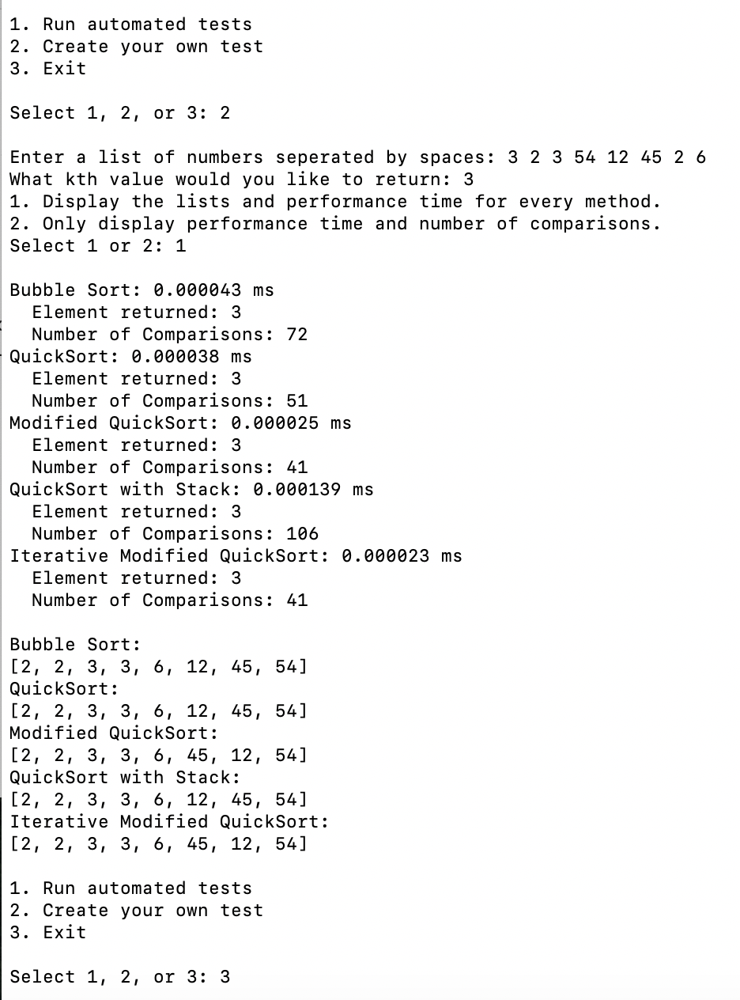 1. Run automated tests
2. Create your own test
3. Exit
Select 1, 2, or 3: 2
Enter a list of numbers seperated by spaces: 3 2 3 54 12 45 2 6
What kth value would you like to return: 3
1. Display the lists and performance time for every method.
2. Only display performance time and number of comparisons.
Select 1 or 2: 1
Bubble Sort: 0.000043 ms
Element returned: 3
Number of Comparisons: 72
QuickSort: 0.000038 ms
Element returned: 3
Number of Comparisons: 51
Modified QuickSort: 0.000025 ms
Element returned: 3
Number of Comparisons: 41
QuickSort with Stack: 0.000139 ms
Element returned: 3
Number of Comparisons: 106
Iterative Modified QuickSort: 0.000023 ms
Element returned: 3
Number of Comparisons: 41
Bubble Sort:
[2, 2, 3, 3, 6, 12, 45, 54]
QuickSort:
[2, 2, 3, 3, 6, 12, 45, 54]
Modified QuickSort:
[2, 2, 3, 3, 6, 45, 12, 54]
QuickSort with Stack:
[2, 2, 3, 3, 6, 12, 45, 54]
Iterative Modified QuickSort:
[2, 2, 3, 3, 6, 45, 12, 54]
1. Run automated tests
2. Create your own test
3. Exit
Select 1, 2, or 3: 3